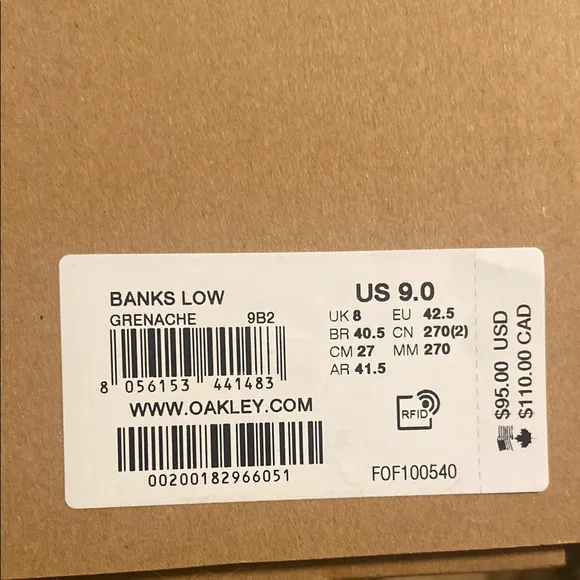 BANKS LOW
GRENACHE 9B2
8 056153 441483
WWW.OAKLEY.COM
00200182966051
US 9.0
UK 8 EU 42.5
BR 40.5 CN 270(2)
CM 27 MM 270
AR 41.5
RFID
FOF100540
$95.00 USD
$110.00 CAD